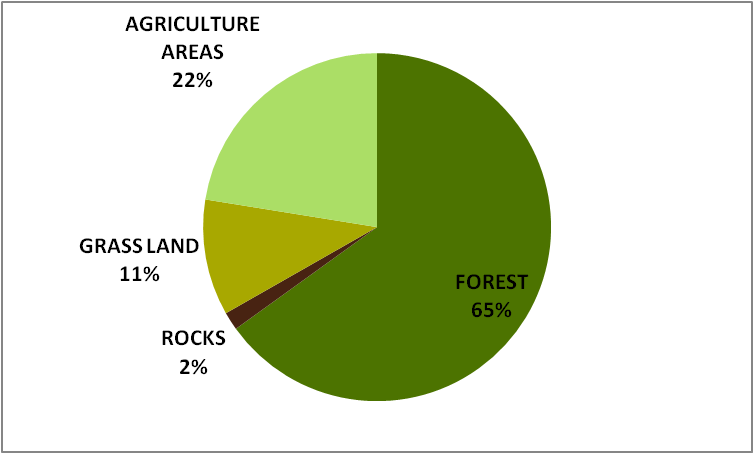 AGRICULTURE
AREAS
22%
GRASS LAND
11%
FOREST
65%
ROCKS
2%